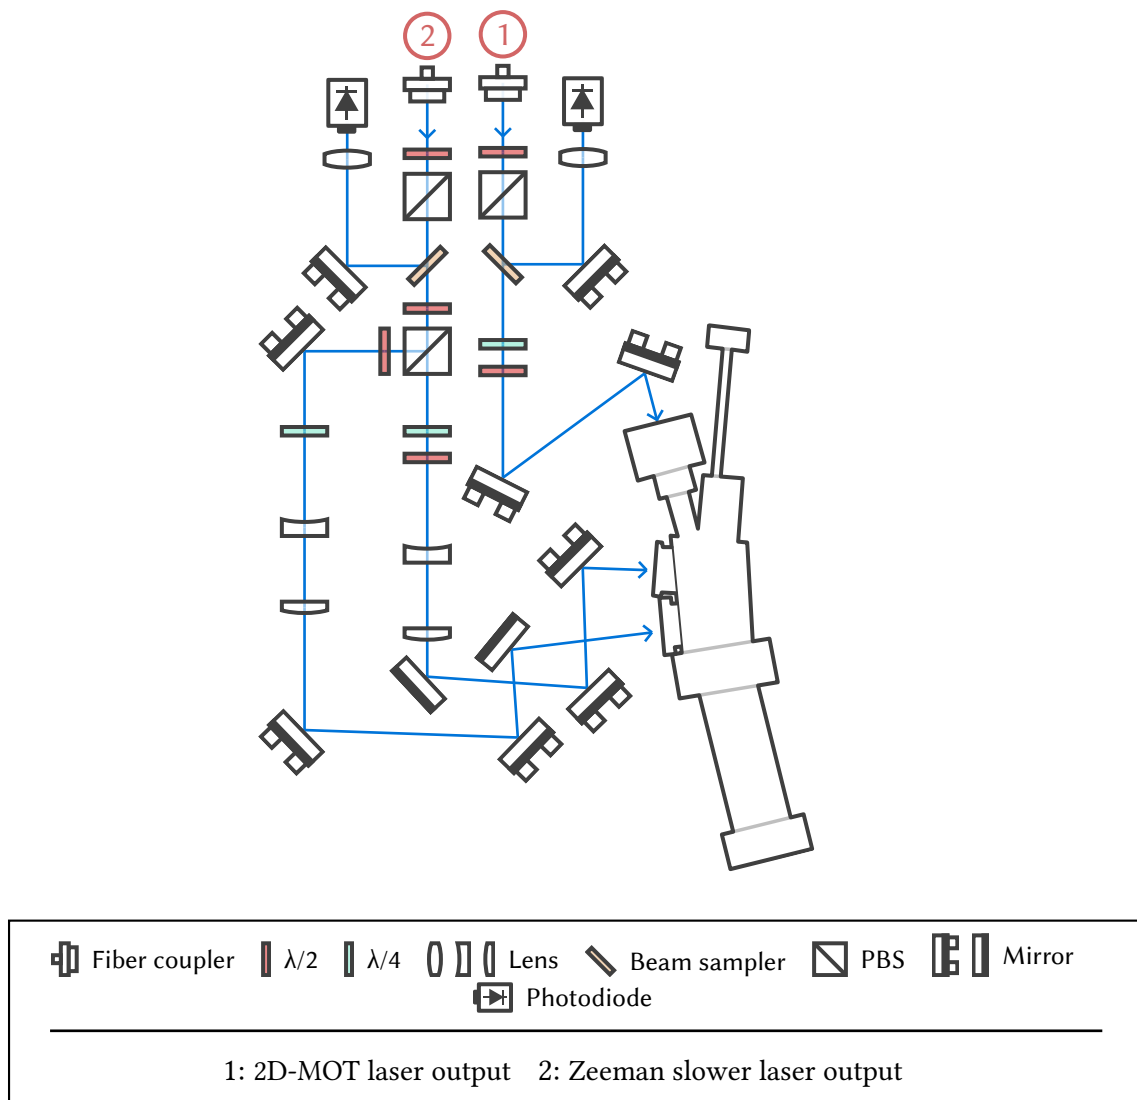 2 1
Fiber coupler λ/2 λ/4 Lens Beam sampler PBS Mirror
Photodiode
1: 2D-MOT laser output 2: Zeeman slower laser output